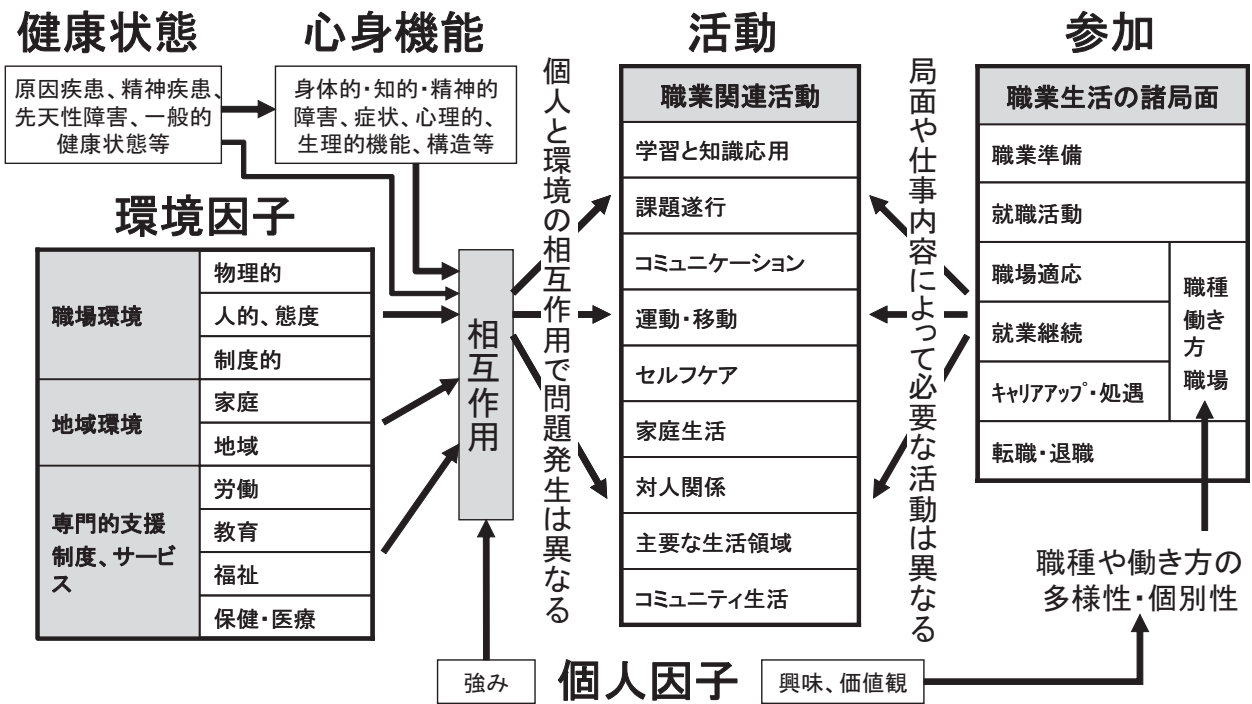 健康状態
原因疾患、精神疾患、
先天性障害、一般的
健康状態等
心身機能
身体的・知的・精神的
障害、症状、心理的、
生理的機能、構造等
環境因子
職場環境
物理的
人的、態度
制度的
地域環境
家庭
地域
専門的支援
制度、サービ
ス
労働
教育
福祉
保健・医療
相互作用
個人と環境の相互作用で問題発生は異なる
活動
職業関連活動
学習と知識応用
課題遂行
コミュニケーション
運動・移動
セルフケア
家庭生活
対人関係
主要な生活領域
コミュニティ生活
局面や仕事内容によって必要な活動は異なる
参加
職業生活の諸局面
職業準備
就職活動
職場適応
就業継続
キャリアアップ・処遇
職種
働き
方
職場
転職・退職
職種や働き方の
多様性・個別性
強み
個人因子
興味、価値観